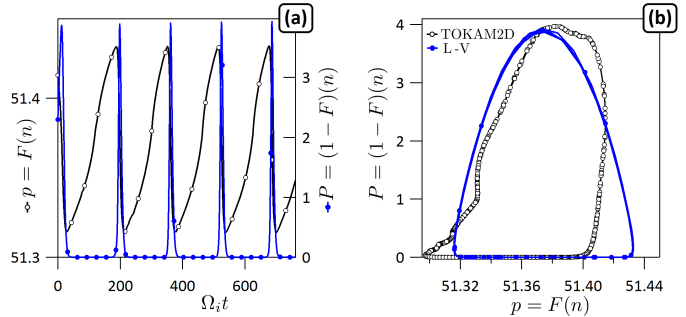 (a)
51.4
51.3
p = F(n)
3
2
1
0
P = (1 − F)(n)
0
200
400
600
Ω_i t
(b)
TOKAM2D
L-V
4
3
2
1
0
P = (1 − F)(n)
51.32
51.36
51.40
51.44
p = F(n)